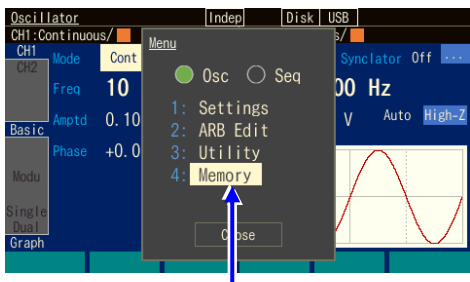 Oscillator Indep Disk USB
CH1:Continuous/ s/
CH1
CH2
Menu
Mode Cont Synclator Off ...
Osc Seq
Freq 10 00 Hz
1: Settings
Amptd 0.10 V Auto High-Z
2: ARB Edit
Basic
Phase +0.0
3: Utility
4: Memory
Modu
Single
Dual
Close
Graph